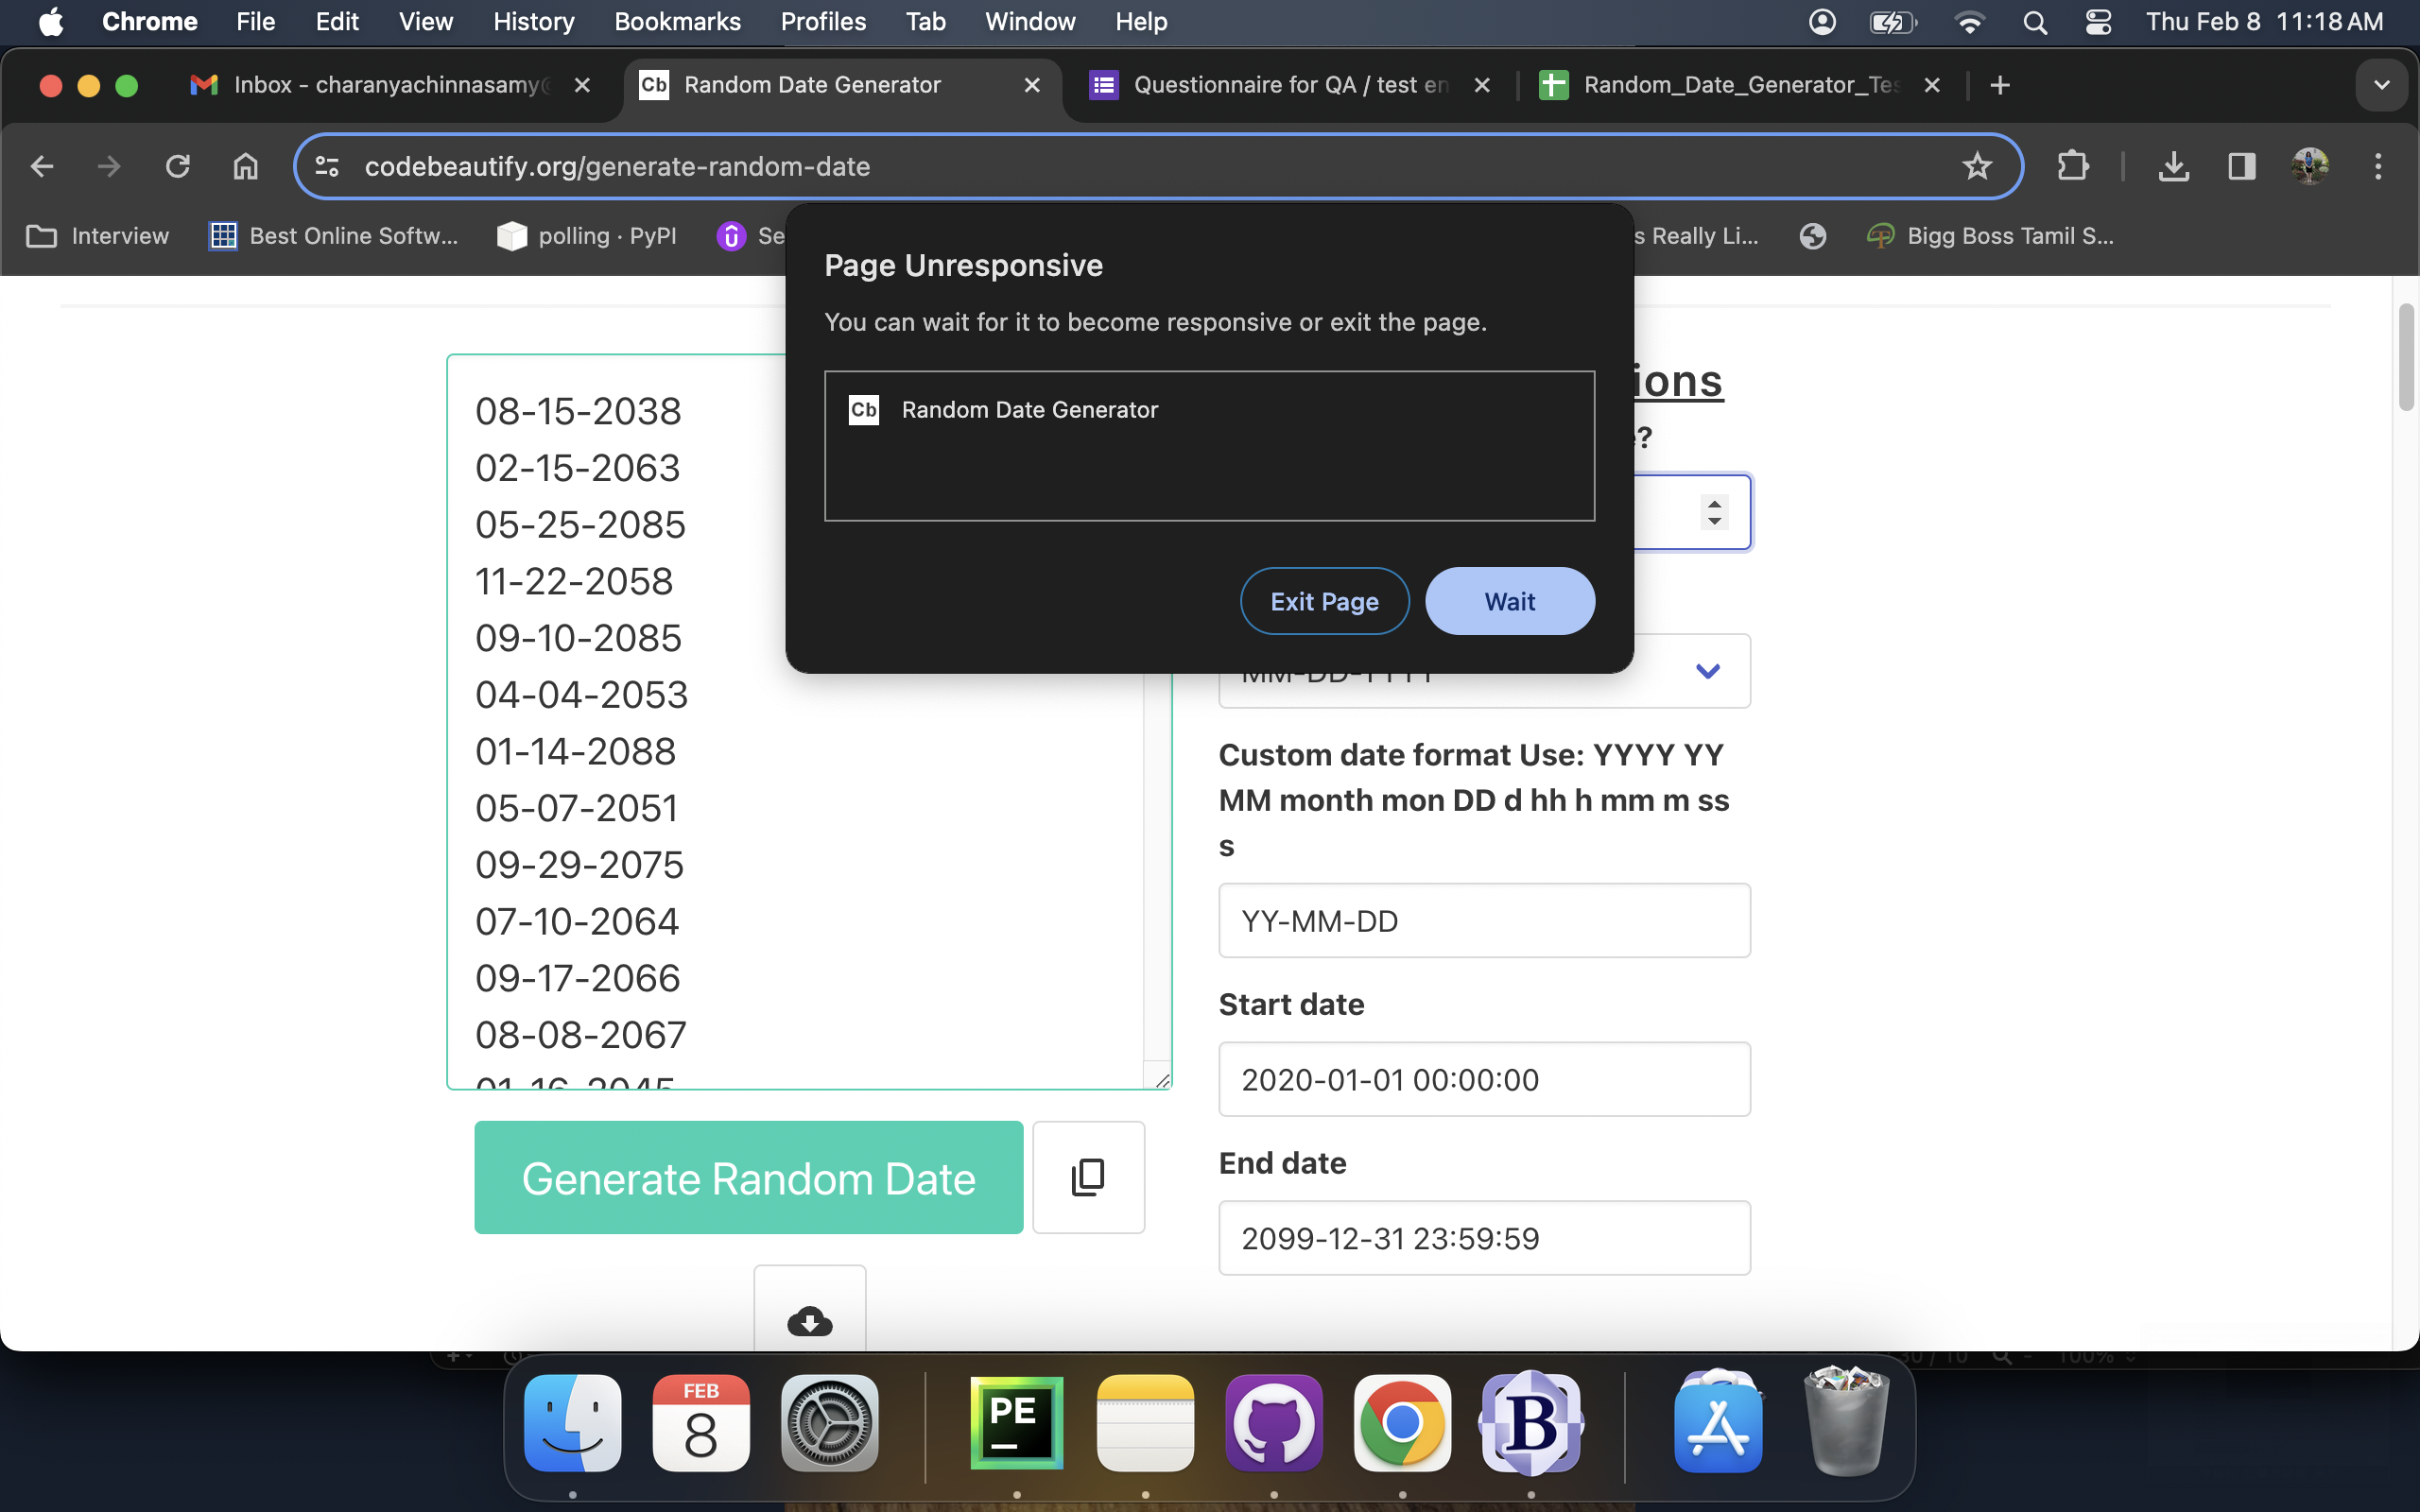 Chrome File Edit View History Bookmarks Profiles Tab Window Help Thu Feb 8 11:18 AM
Inbox - charanyachinnasamy Random Date Generator Questionnaire for QA / test en Random_Date_Generator_Tes
codebeautify.org/generate-random-date
Interview Best Online Softw... polling · PyPI Se s Really Li... Bigg Boss Tamil S...
Page Unresponsive
You can wait for it to become responsive or exit the page.
Cb Random Date Generator
Exit Page Wait
ions
e?
08-15-2038
02-15-2063
05-25-2085
11-22-2058
09-10-2085
04-04-2053
01-14-2088
05-07-2051
09-29-2075
07-10-2064
09-17-2066
08-08-2067
01-16-2045
Generate Random Date
MM-DD-YYYY
Custom date format Use: YYYY YY
MM month mon DD d hh h mm m ss
s
YY-MM-DD
Start date
2020-01-01 00:00:00
End date
2099-12-31 23:59:59
100%
FEB
8
PE
B